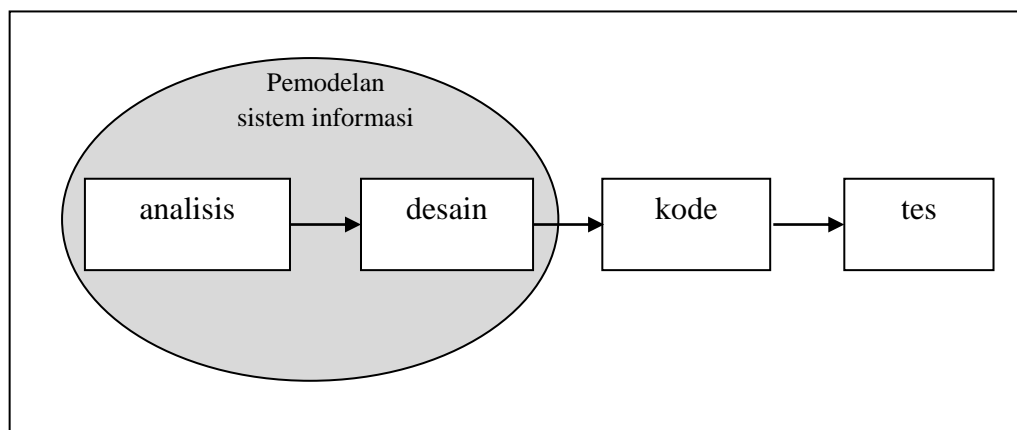 Pemodelan
sistem informasi
analisis
desain
kode
tes